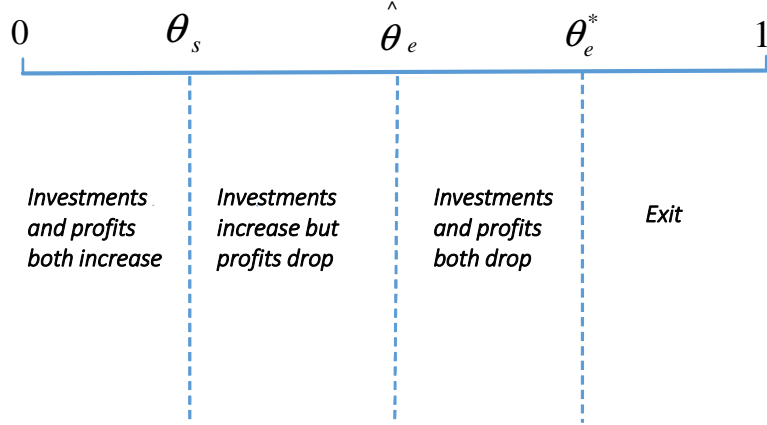 0 θs θ̂e θe* 1
Investments
and profits
both increase
Investments
increase but
profits drop
Investments
and profits
both drop
Exit